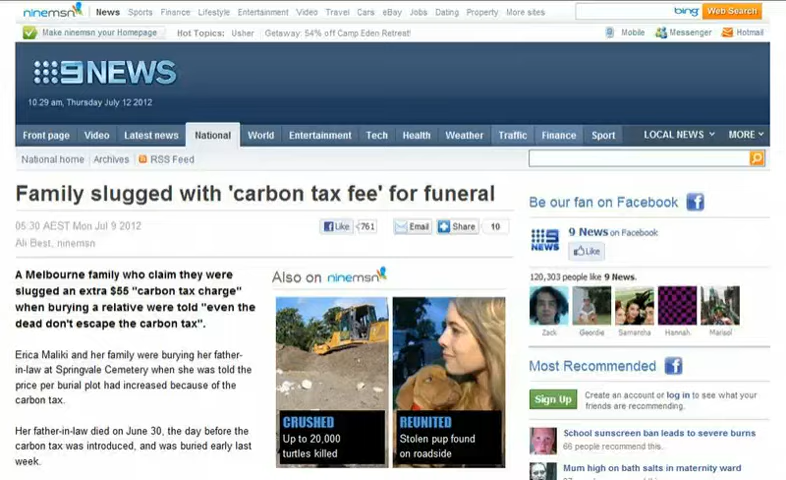 ninemsn News Sports Finance Lifestyle Entertainment Video Travel Cars eBay Jobs Dating Property More sites bing Web Search
Make ninemsn your Homepage Hot Topics: Usher Getaway: 54% off Camp Eden Retreat! Mobile Messenger Hotmail
9 NEWS
10.29 am, Thursday July 12 2012
Front page Video Latest news National World Entertainment Tech Health Weather Traffic Finance Sport LOCAL NEWS MORE
National home Archives RSS Feed
Family slugged with 'carbon tax fee' for funeral
05:30 AEST Mon Jul 9 2012
Ali Best, ninemsn
Like 761 Email Share 10
A Melbourne family who claim they were
slugged an extra $55 "carbon tax charge"
when burying a relative were told "even the
dead don't escape the carbon tax".
Erica Maliki and her family were burying her father-
in-law at Springvale Cemetery when she was told the
price per burial plot had increased because of the
carbon tax.
Her father-in-law died on June 30, the day before the
carbon tax was introduced, and was buried early last
week.
Also on ninemsn
CRUSHED
Up to 20,000
turtles killed
REUNITED
Stolen pup found
on roadside
Be our fan on Facebook
9 News on Facebook
Like
120,303 people like 9 News.
Zack Geordie Samantha Hannah Marisol
Most Recommended
Sign Up Create an account or log in to see what your
friends are recommending.
School sunscreen ban leads to severe burns
66 people recommend this.
Mum high on bath salts in maternity ward